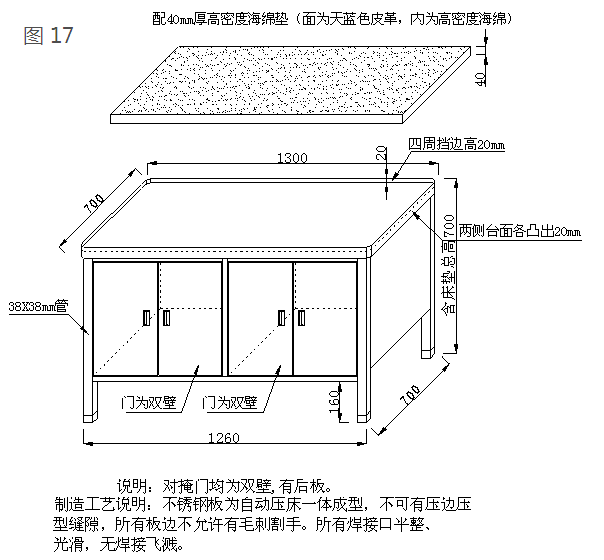 配40mm厚高密度海绵垫（面为天蓝色皮革，内为高密度海绵）
图 17
40
四周挡边高20mm
20
1300
700
两侧台面各凸出20mm
含床垫总高700
38X38mm管
门为双壁
门为双壁
160
700
1260
说明：对掩门均为双壁,有后板。
制造工艺说明：不锈钢板为自动压床一体成型，不可有压边压
型缝隙，所有板边不允许有毛刺割手。所有焊接口半整、
光滑，无焊接飞溅。